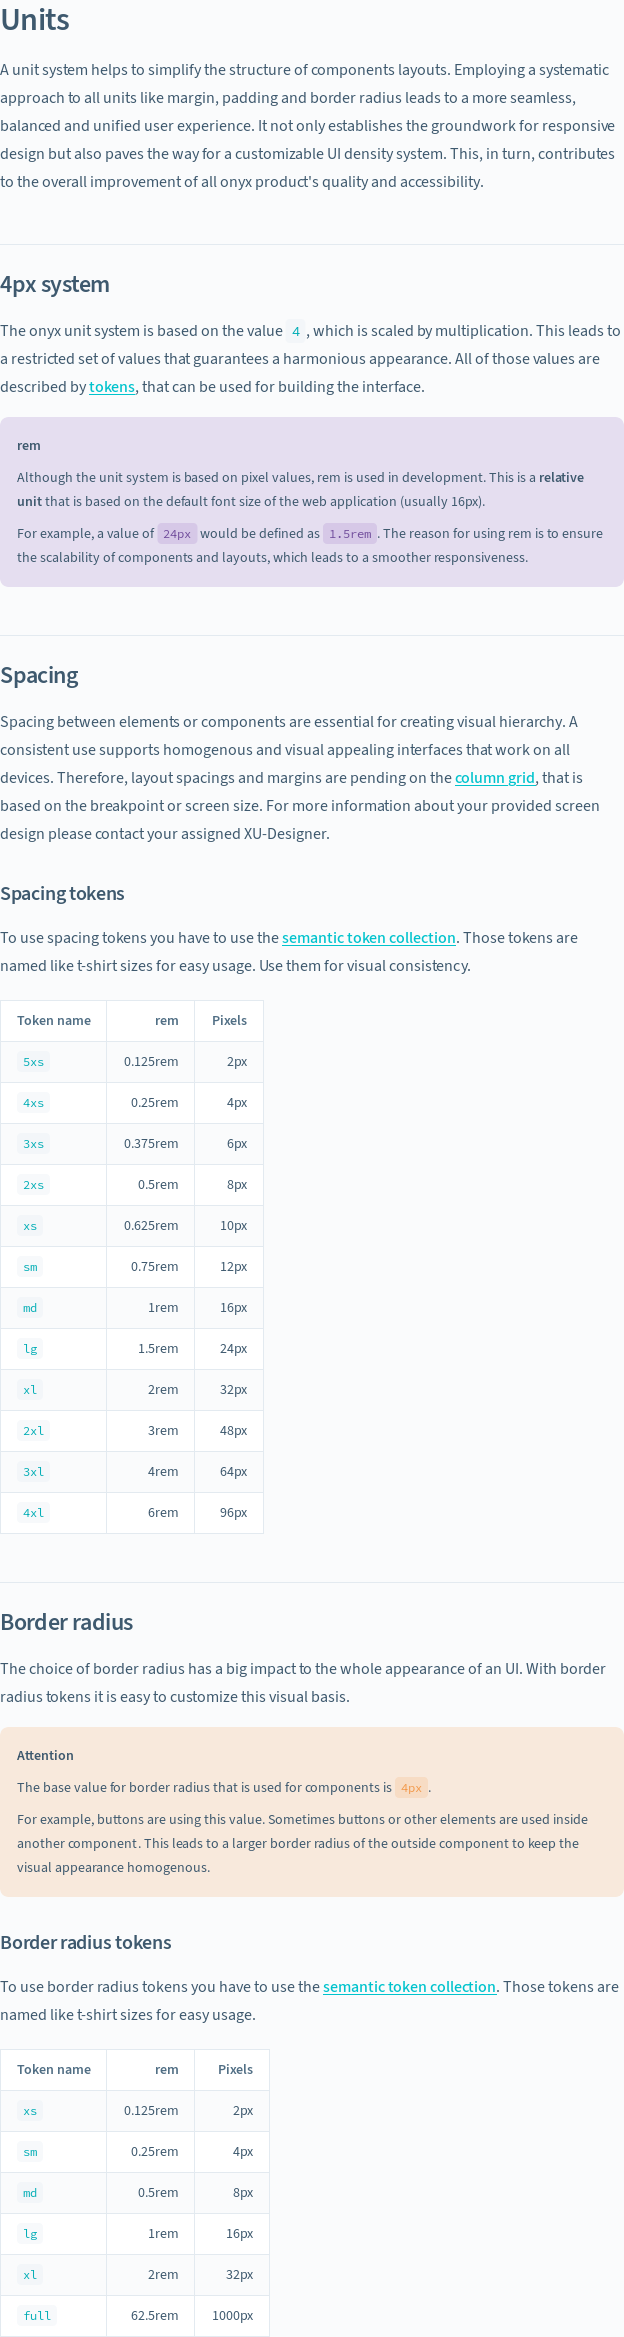 Units
A unit system helps to simplify the structure of components layouts. Employing a systematic
approach to all units like margin, padding and border radius leads to a more seamless,
balanced and unified user experience. It not only establishes the groundwork for responsive
design but also paves the way for a customizable UI density system. This, in turn, contributes
to the overall improvement of all onyx product's quality and accessibility.
4px system
The onyx unit system is based on the value 4, which is scaled by multiplication. This leads to
a restricted set of values that guarantees a harmonious appearance. All of those values are
described by tokens, that can be used for building the interface.
rem
Although the unit system is based on pixel values, rem is used in development. This is a relative
unit that is based on the default font size of the web application (usually 16px).
For example, a value of 24px would be defined as 1.5rem. The reason for using rem is to ensure
the scalability of components and layouts, which leads to a smoother responsiveness.
Spacing
Spacing between elements or components are essential for creating visual hierarchy. A
consistent use supports homogenous and visual appealing interfaces that work on all
devices. Therefore, layout spacings and margins are pending on the column grid, that is
based on the breakpoint or screen size. For more information about your provided screen
design please contact your assigned XU-Designer.
Spacing tokens
To use spacing tokens you have to use the semantic token collection. Those tokens are
named like t-shirt sizes for easy usage. Use them for visual consistency.
Token name rem Pixels
5xs 0.125rem 2px
4xs 0.25rem 4px
3xs 0.375rem 6px
2xs 0.5rem 8px
xs 0.625rem 10px
sm 0.75rem 12px
md 1rem 16px
lg 1.5rem 24px
xl 2rem 32px
2xl 3rem 48px
3xl 4rem 64px
4xl 6rem 96px
Border radius
The choice of border radius has a big impact to the whole appearance of an UI. With border
radius tokens it is easy to customize this visual basis.
Attention
The base value for border radius that is used for components is 4px.
For example, buttons are using this value. Sometimes buttons or other elements are used inside
another component. This leads to a larger border radius of the outside component to keep the
visual appearance homogenous.
Border radius tokens
To use border radius tokens you have to use the semantic token collection. Those tokens are
named like t-shirt sizes for easy usage.
Token name rem Pixels
xs 0.125rem 2px
sm 0.25rem 4px
md 0.5rem 8px
lg 1rem 16px
xl 2rem 32px
full 62.5rem 1000px